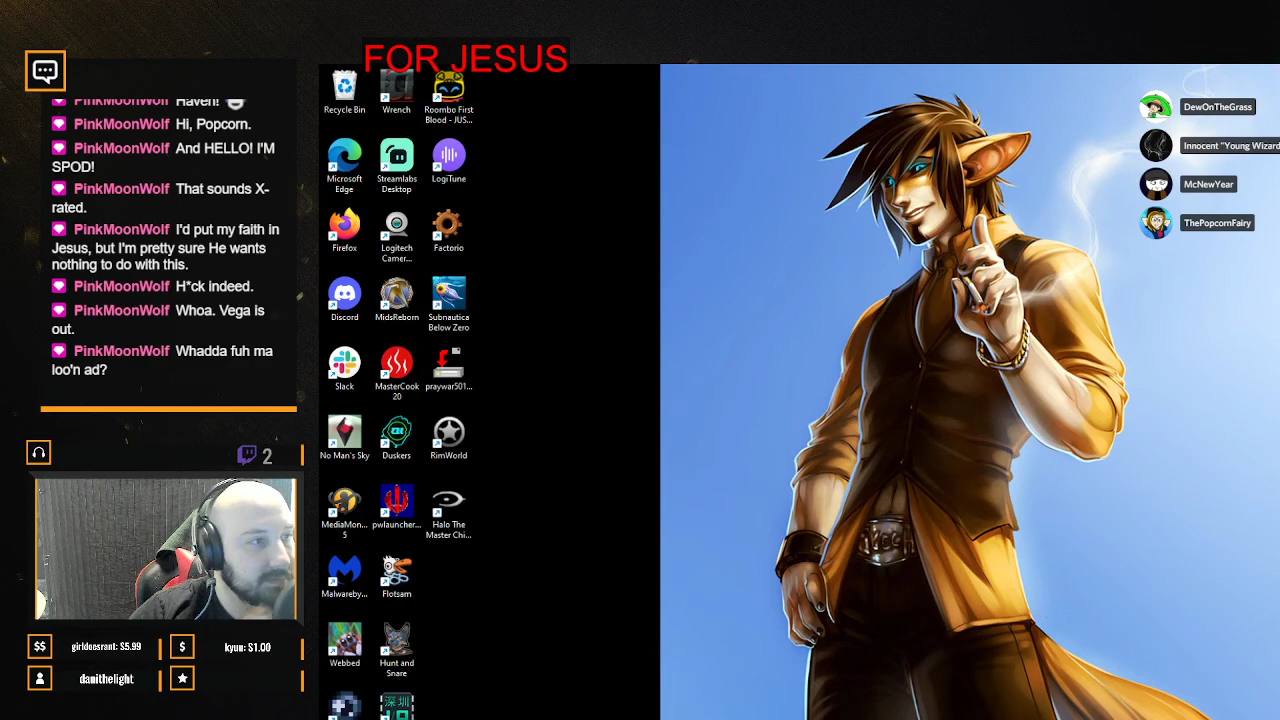 FOR JESUS
PinkMoonWolf Haven!
PinkMoonWolf Hi, Popcorn.
PinkMoonWolf And HELLO! I'M
SPOD!
PinkMoonWolf That sounds X-
rated.
PinkMoonWolf I'd put my faith in
Jesus, but I'm pretty sure He wants
nothing to do with this.
PinkMoonWolf H*ck indeed.
PinkMoonWolf Whoa. Vega is
out.
PinkMoonWolf Whadda fuh ma
loo'n ad?
2
$$ girldocsrant: $5.99
$ kyuu: $1.00
danithelight
Recycle Bin
Wrench
Roombo First
Blood - JUS...
Microsoft
Edge
Streamlabs
Desktop
LogiTune
Firefox
Logitech
Camer...
Factorio
Discord
MidsReborn
Subnautica
Below Zero
Slack
MasterCook
20
praywar501...
No Man's Sky
Duskers
RimWorld
MediaMon...
5
pwlauncher...
Halo The
Master Chi...
Malwareby...
Flotsam
Webbed
Hunt and
Snare
深圳
I/O
DewOnTheGrass
Innocent "Young Wizard
McNewYear
ThePopcornFairy